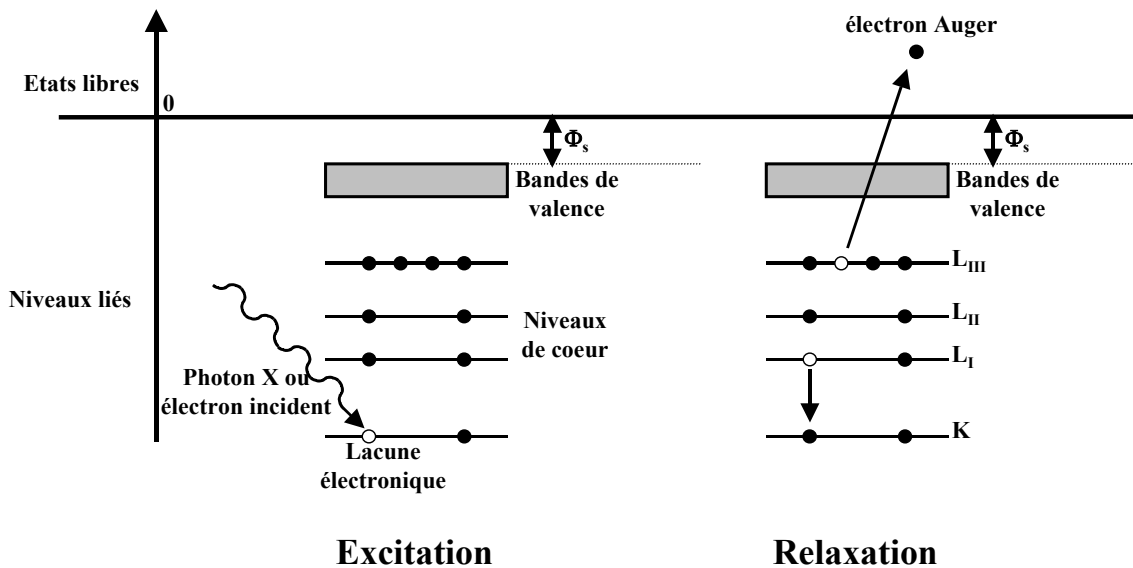 électron Auger
Etats libres
0
Φs
Φs
Bandes de
valence
Bandes de
valence
LIII
Niveaux liés
LII
Niveaux
de coeur
LI
Photon X ou
électron incident
K
Lacune
électronique
Excitation
Relaxation